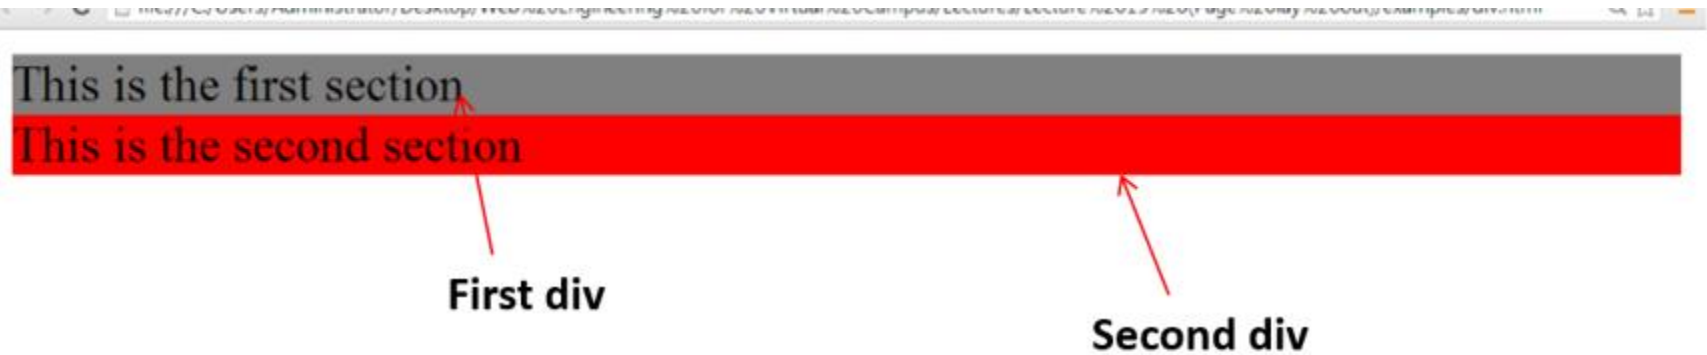 This is the first section
This is the second section
First div
Second div